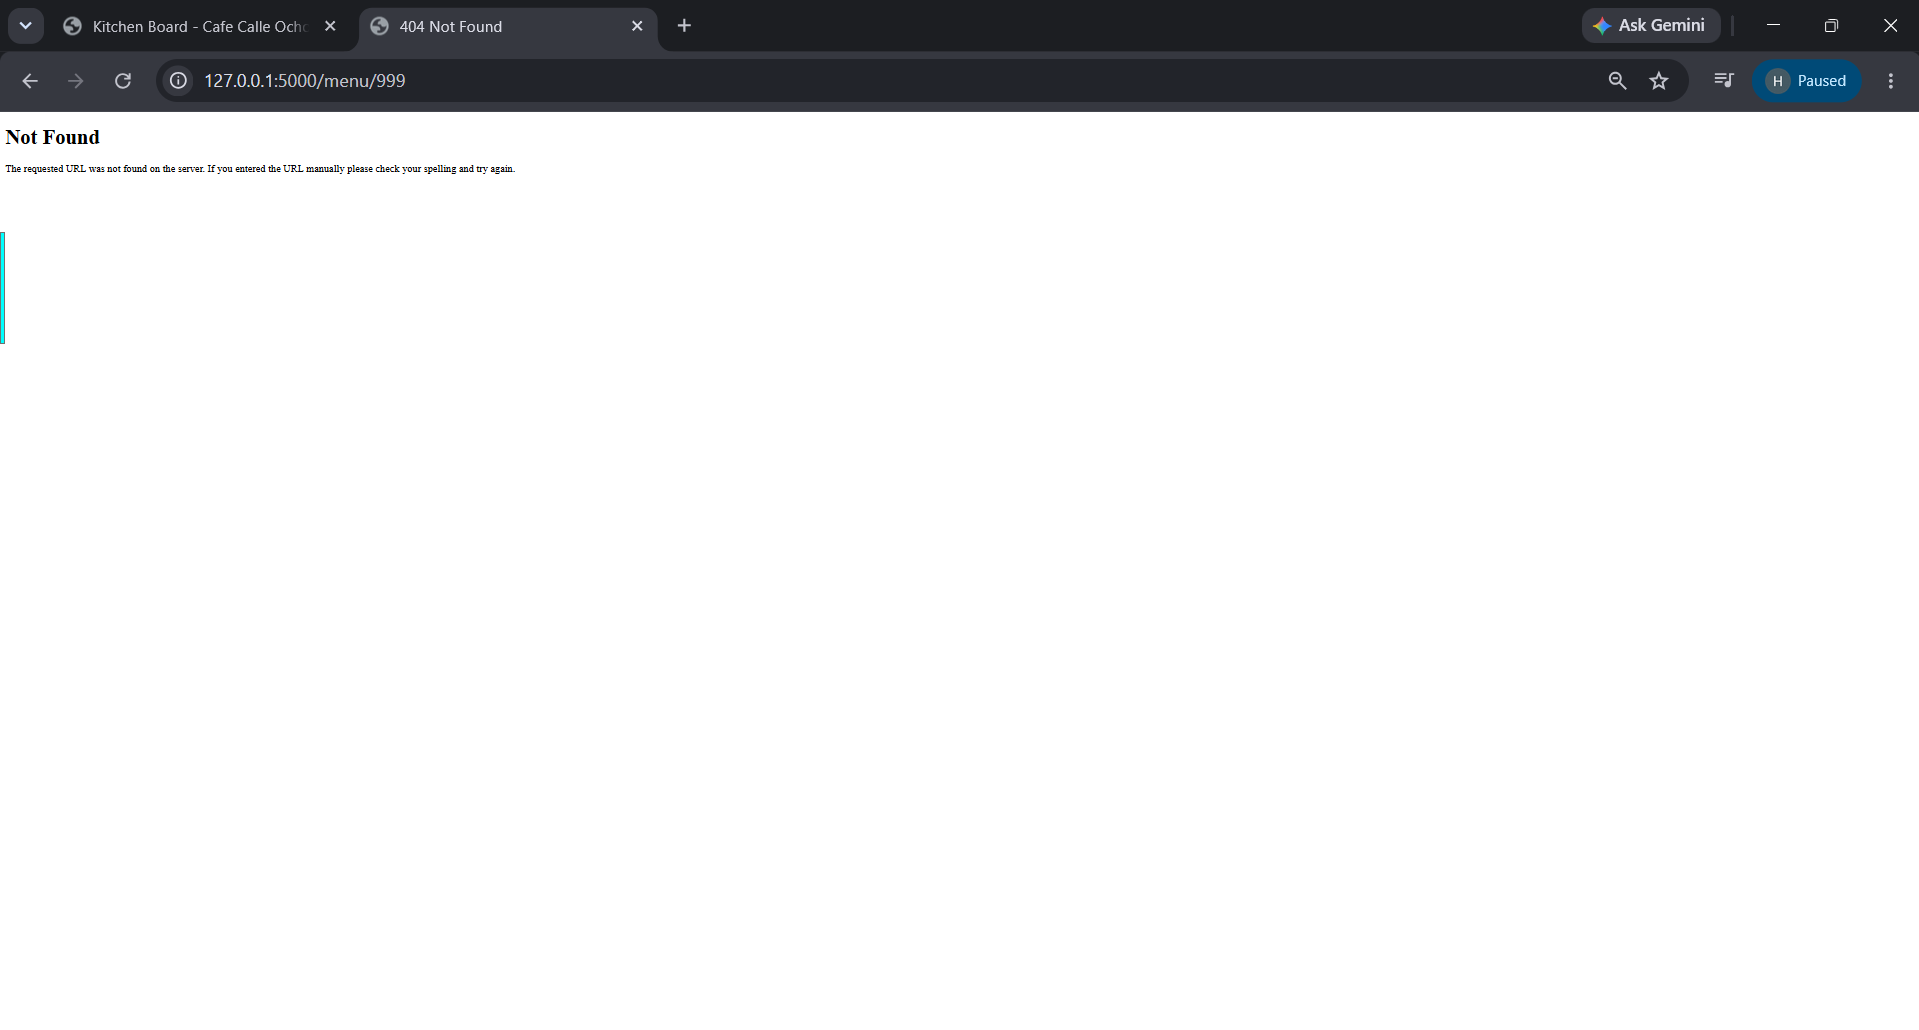 Kitchen Board - Cafe Calle Och
404 Not Found
Ask Gemini
127.0.0.1:5000/menu/999
H
Paused
Not Found
The requested URL was not found on the server. If you entered the URL manually please check your spelling and try again.